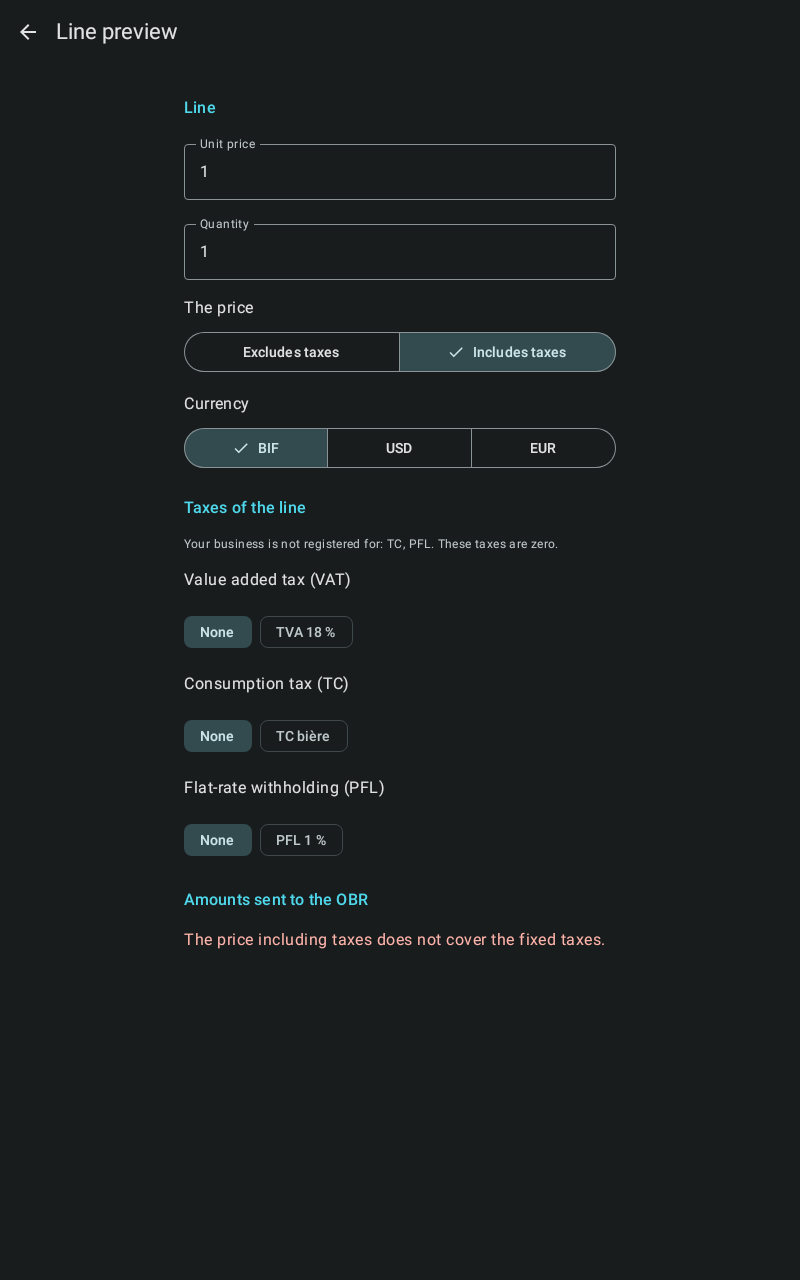 Line preview
Line
Unit price
1
Quantity
1
The price
Excludes taxes
Includes taxes
Currency
BIF
USD
EUR
Taxes of the line
Your business is not registered for: TC, PFL. These taxes are zero.
Value added tax (VAT)
None
TVA 18 %
Consumption tax (TC)
None
TC bière
Flat-rate withholding (PFL)
None
PFL 1 %
Amounts sent to the OBR
The price including taxes does not cover the fixed taxes.